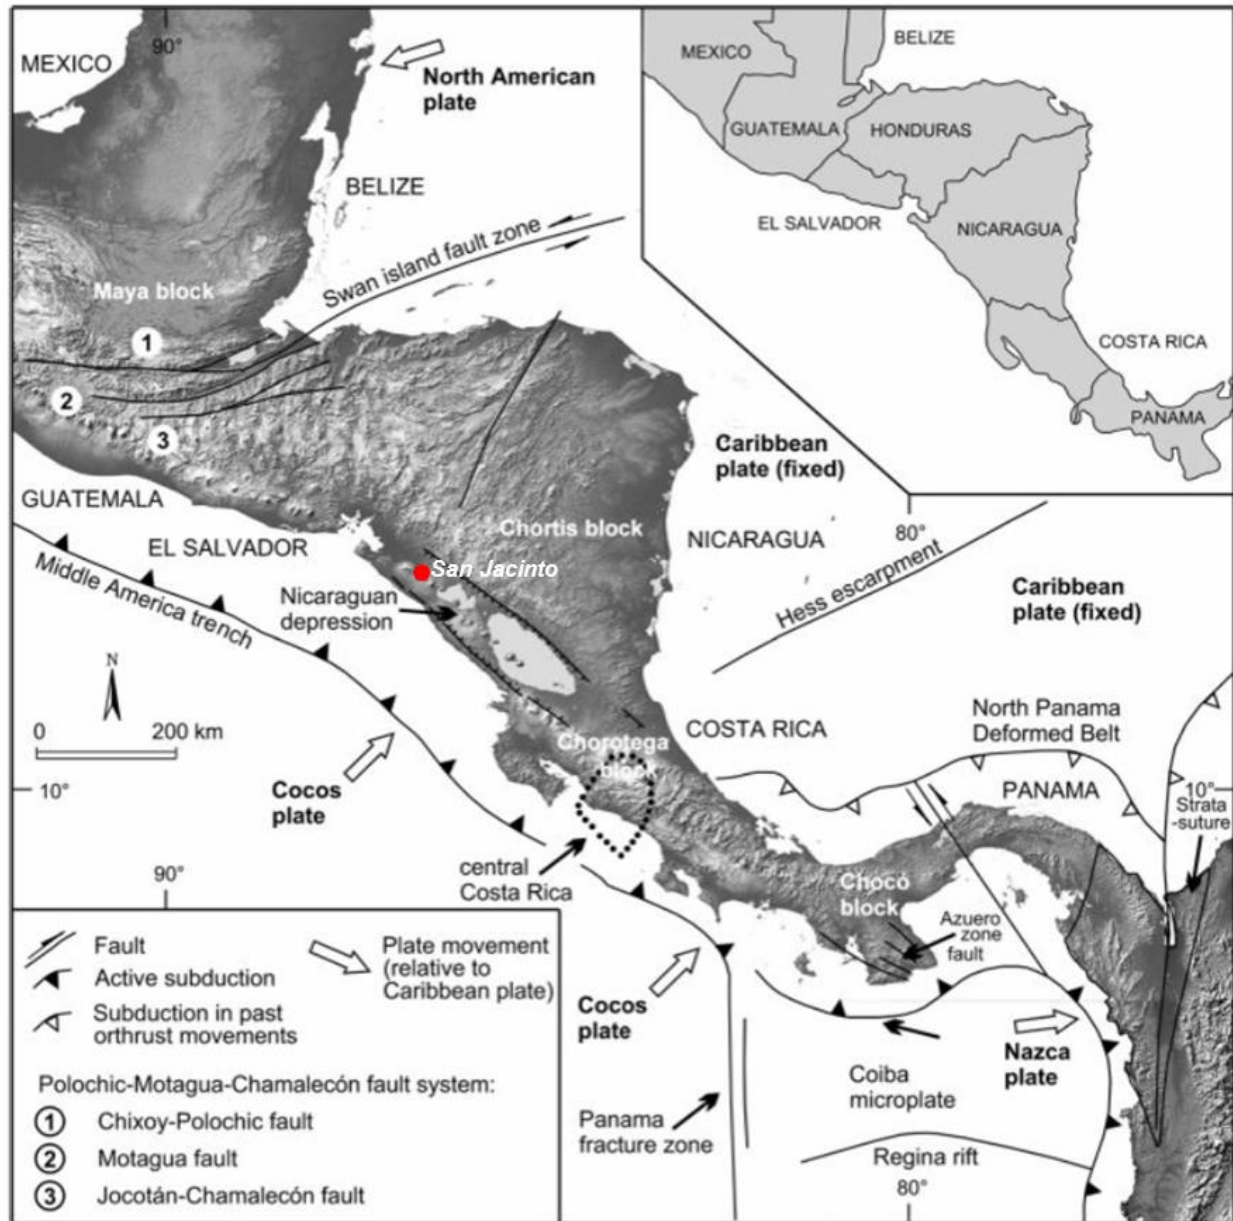 90°
MEXICO
North American
plate
BELIZE
Swan island fault zone
Maya block
1
2
3
GUATEMALA
EL SALVADOR
Middle America trench
San Jacinto
Nicaraguan
depression
Chortis block
Caribbean
plate (fixed)
NICARAGUA
MEXICO
BELIZE
GUATEMALA
HONDURAS
EL SALVADOR
NICARAGUA
COSTA RICA
PANAMA
80°
Hess escarpment
Caribbean
plate (fixed)
N
0
200 km
10°
Cocos
plate
Chorotega
block
COSTA RICA
North Panama
Deformed Belt
PANAMA
10°
Strata
-suture
central
Costa Rica
90°
Choco
block
Azuero
zone
fault
Cocos
plate
Nazca
plate
Coiba
microplate
Panama
fracture zone
Regina rift
80°
Fault
Active subduction
Subduction in past
orthrust movements
Plate movement
(relative to
Caribbean plate)
Polochic-Motagua-Chamalecón fault system:
1 Chixoy-Polochic fault
2 Motagua fault
3 Jocotán-Chamalecón fault